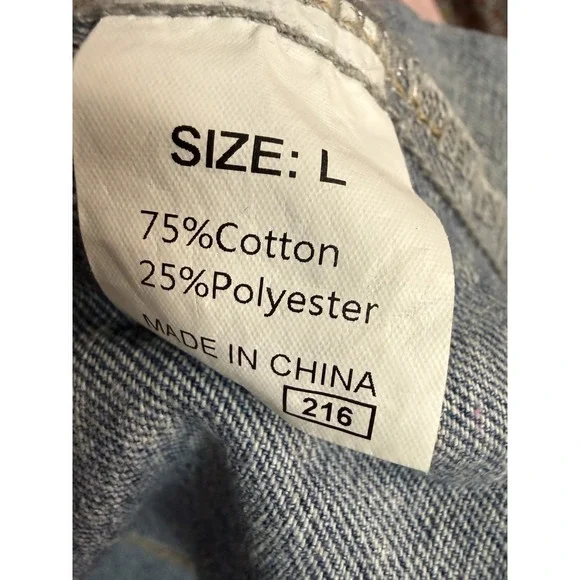 SIZE: L
75%Cotton
25%Polyester
MADE IN CHINA
216